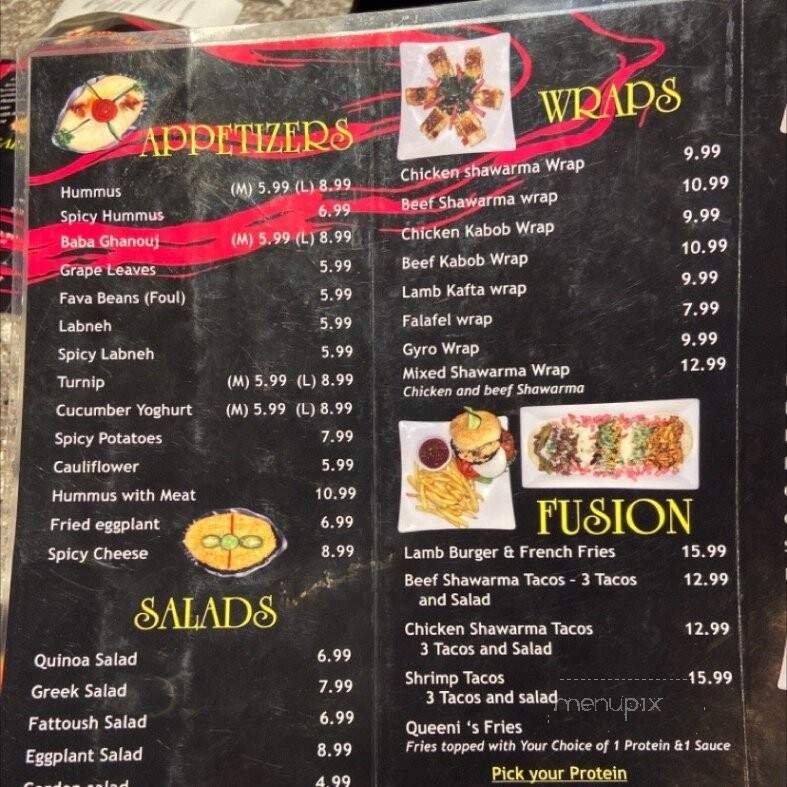 APPETIZERS
Hummus (M) 5.99 (L) 8.99
Spicy Hummus 6.99
Baba Ghanouj (M) 5.99 (L) 8.99
Grape Leaves 5.99
Fava Beans (Foul) 5.99
Labneh 5.99
Spicy Labneh 5.99
Turnip (M) 5.99 (L) 8.99
Cucumber Yoghurt (M) 5.99 (L) 8.99
Spicy Potatoes 7.99
Cauliflower 5.99
Hummus with Meat 10.99
Fried eggplant 6.99
Spicy Cheese 8.99
SALADS
Quinoa Salad 6.99
Greek Salad 7.99
Fattoush Salad 6.99
Eggplant Salad 8.99
Garden salad 4.99
WRAPS
Chicken shawarma Wrap 9.99
Beef Shawarma wrap 10.99
Chicken Kabob Wrap 9.99
Beef Kabob Wrap 10.99
Lamb Kafta wrap 9.99
Falafel wrap 7.99
Gyro Wrap 9.99
Mixed Shawarma Wrap 12.99
Chicken and beef Shawarma
FUSION
Lamb Burger & French Fries 15.99
Beef Shawarma Tacos - 3 Tacos 12.99
and Salad
Chicken Shawarma Tacos 12.99
3 Tacos and Salad
Shrimp Tacos 15.99
3 Tacos and salad
menupix
Queeni 's Fries
Fries topped with Your Choice of 1 Protein &1 Sauce
Pick your Protein